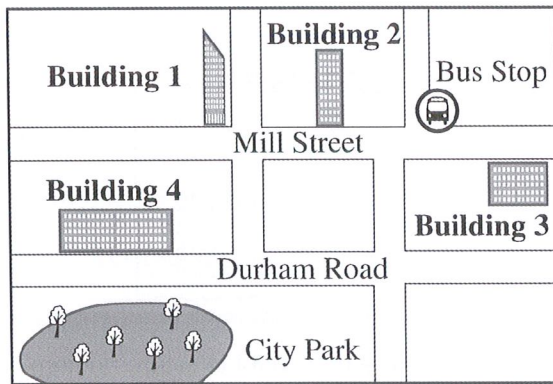 Building 2
Building 1
Bus Stop
Mill Street
Building 4
Building 3
Durham Road
City Park